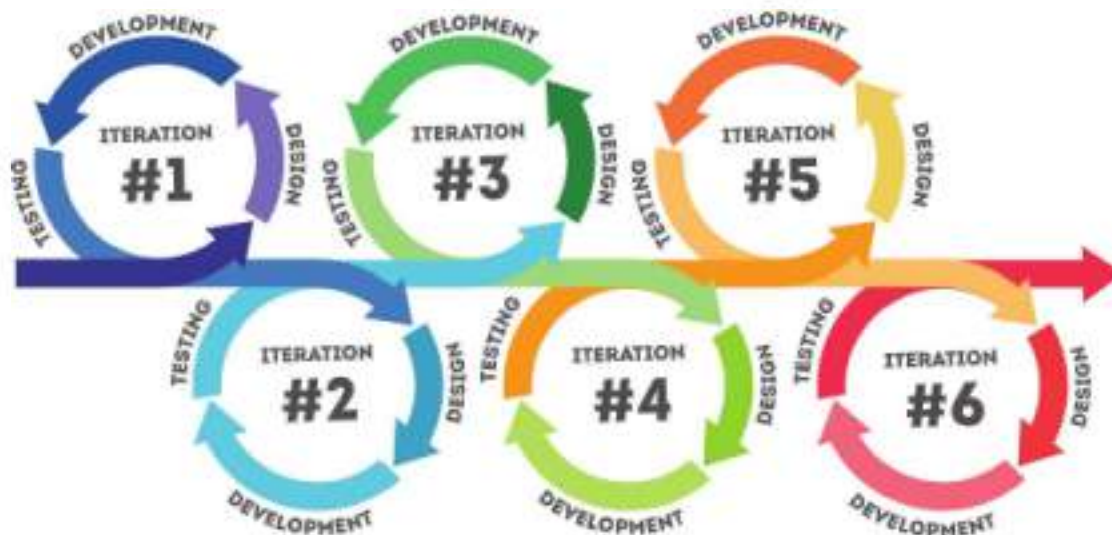 DEVELOPMENT
ITERATION
#1
DESIGN
TESTING
DEVELOPMENT
ITERATION
#3
DESIGN
TESTING
DEVELOPMENT
ITERATION
#5
DESIGN
TESTING
TESTING
ITERATION
#2
DESIGN
DEVELOPMENT
TESTING
ITERATION
#4
DESIGN
DEVELOPMENT
TESTING
ITERATION
#6
DESIGN
DEVELOPMENT